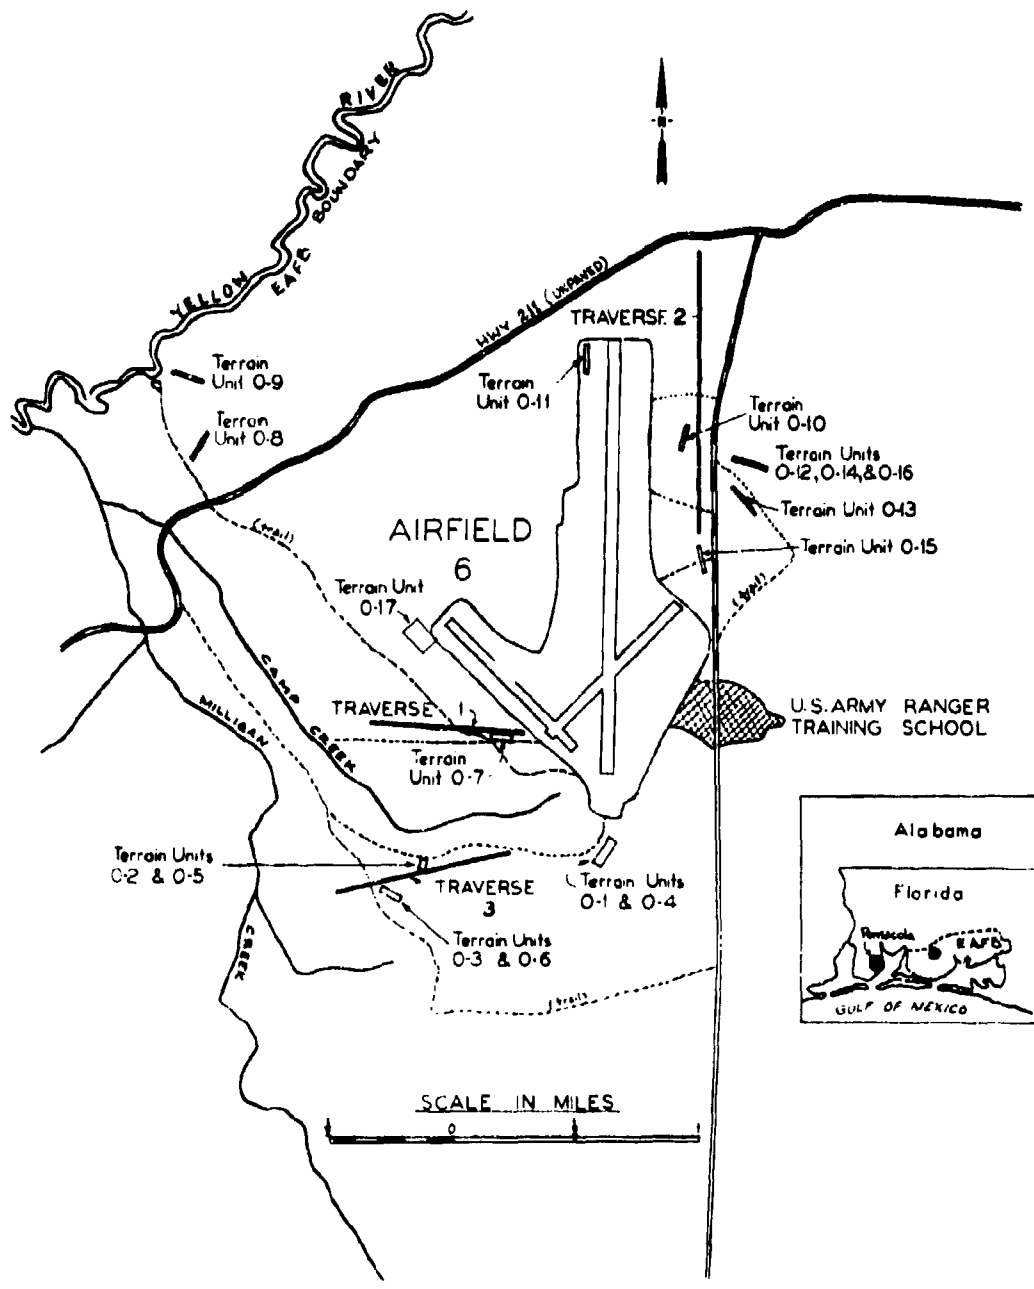 YELLOW RIVER
EAFB BOUNDARY
N
HWY 211 (UNPAVED)
TRAVERSE 2
Terrain
Unit 0-9
Terrain
Unit 0-8
Terrain
Unit 0-11
Terrain
Unit 0-10
Terrain Units
0-12, 0-14, & 0-16
Terrain Unit 0-13
Terrain Unit 0-15
(trail)
(trail)
AIRFIELD
6
Terrain Unit
0-17
CAMP CREEK
MILLIGAN
CREEK
TRAVERSE 1
Terrain
Unit 0-7
U.S. ARMY RANGER
TRAINING SCHOOL
Terrain Units
0-2 & 0-5
TRAVERSE
3
Terrain Units
0-1 & 0-4
Terrain Units
0-3 & 0-6
(trail)
Alabama
Florida
Pensacola
E.A.F.B.
GULF OF MEXICO
SCALE IN MILES
0
1